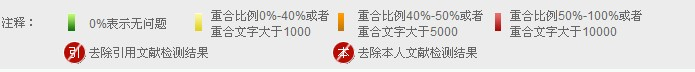 注释：
0%表示无问题
重合比例0%-40%或者
重合文字大于1000
重合比例40%-50%或者
重合文字大于5000
重合比例50%-100%或者
重合文字大于10000
引 去除引用文献检测结果
本 去除本人文献检测结果